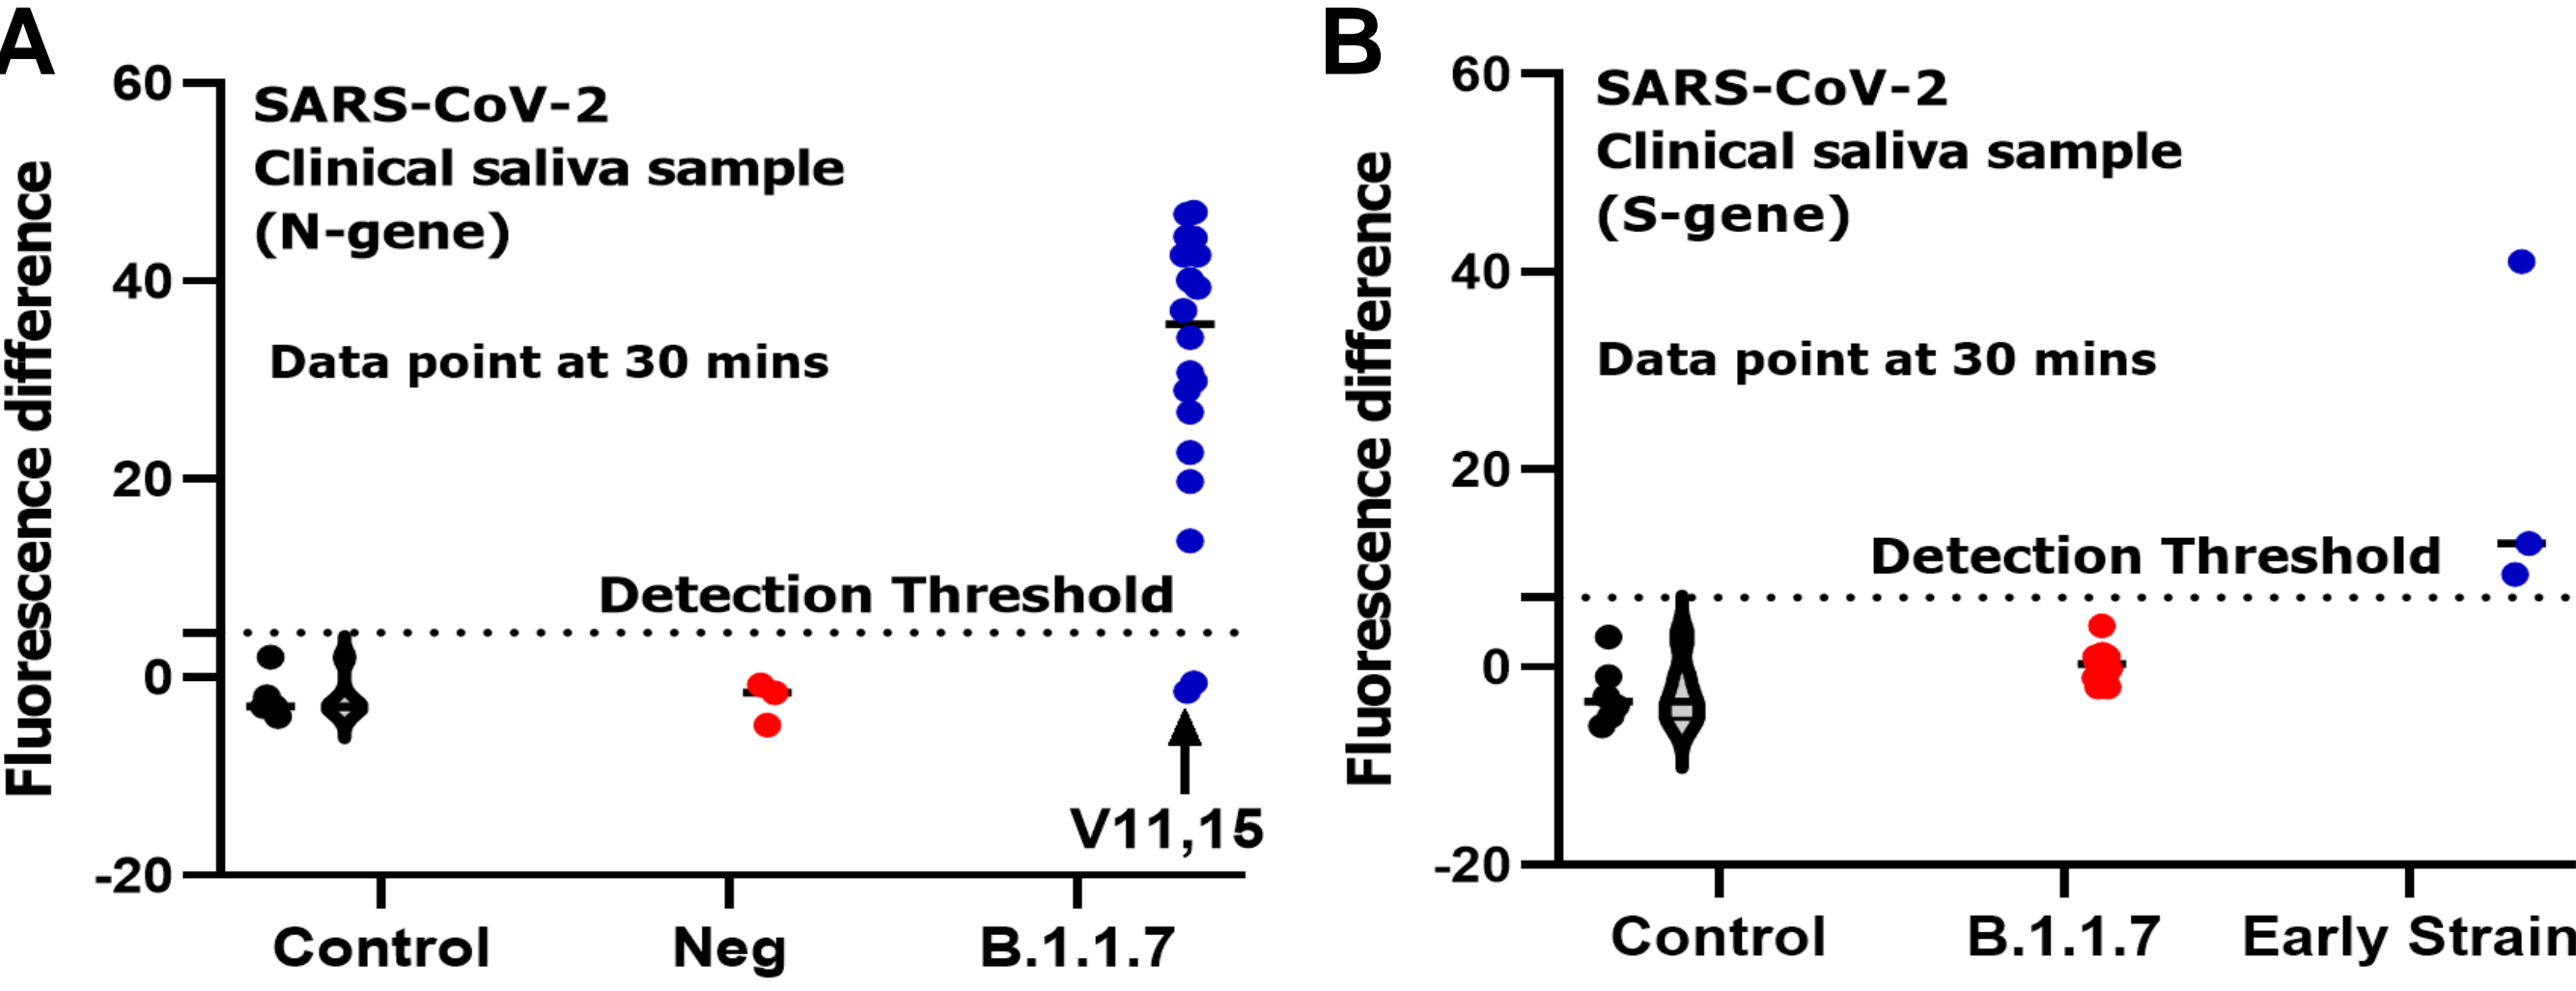 A
Fluorescence difference
60
40
20
0
-20
SARS-CoV-2
Clinical saliva sample
(N-gene)
Data point at 30 mins
Detection Threshold
V11,15
Control
Neg
B.1.1.7
B
Fluorescence difference
60
40
20
0
-20
SARS-CoV-2
Clinical saliva sample
(S-gene)
Data point at 30 mins
Detection Threshold
Control
B.1.1.7
Early Strain